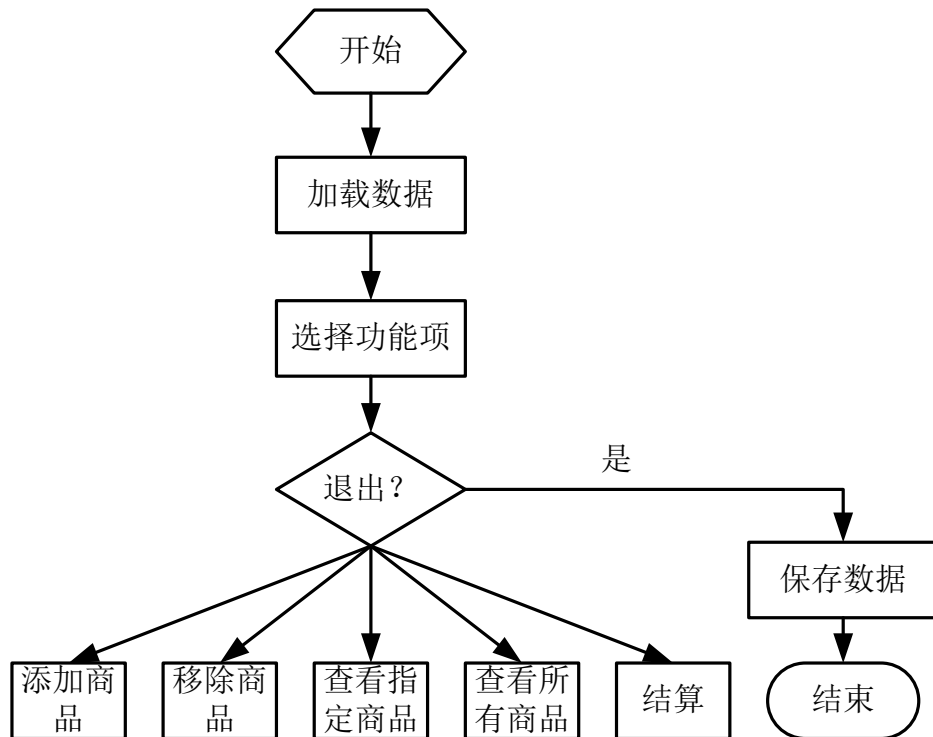 开始
加载数据
选择功能项
退出？
是
保存数据
添加商
品
移除商
品
查看指
定商品
查看所
有商品
结算
结束